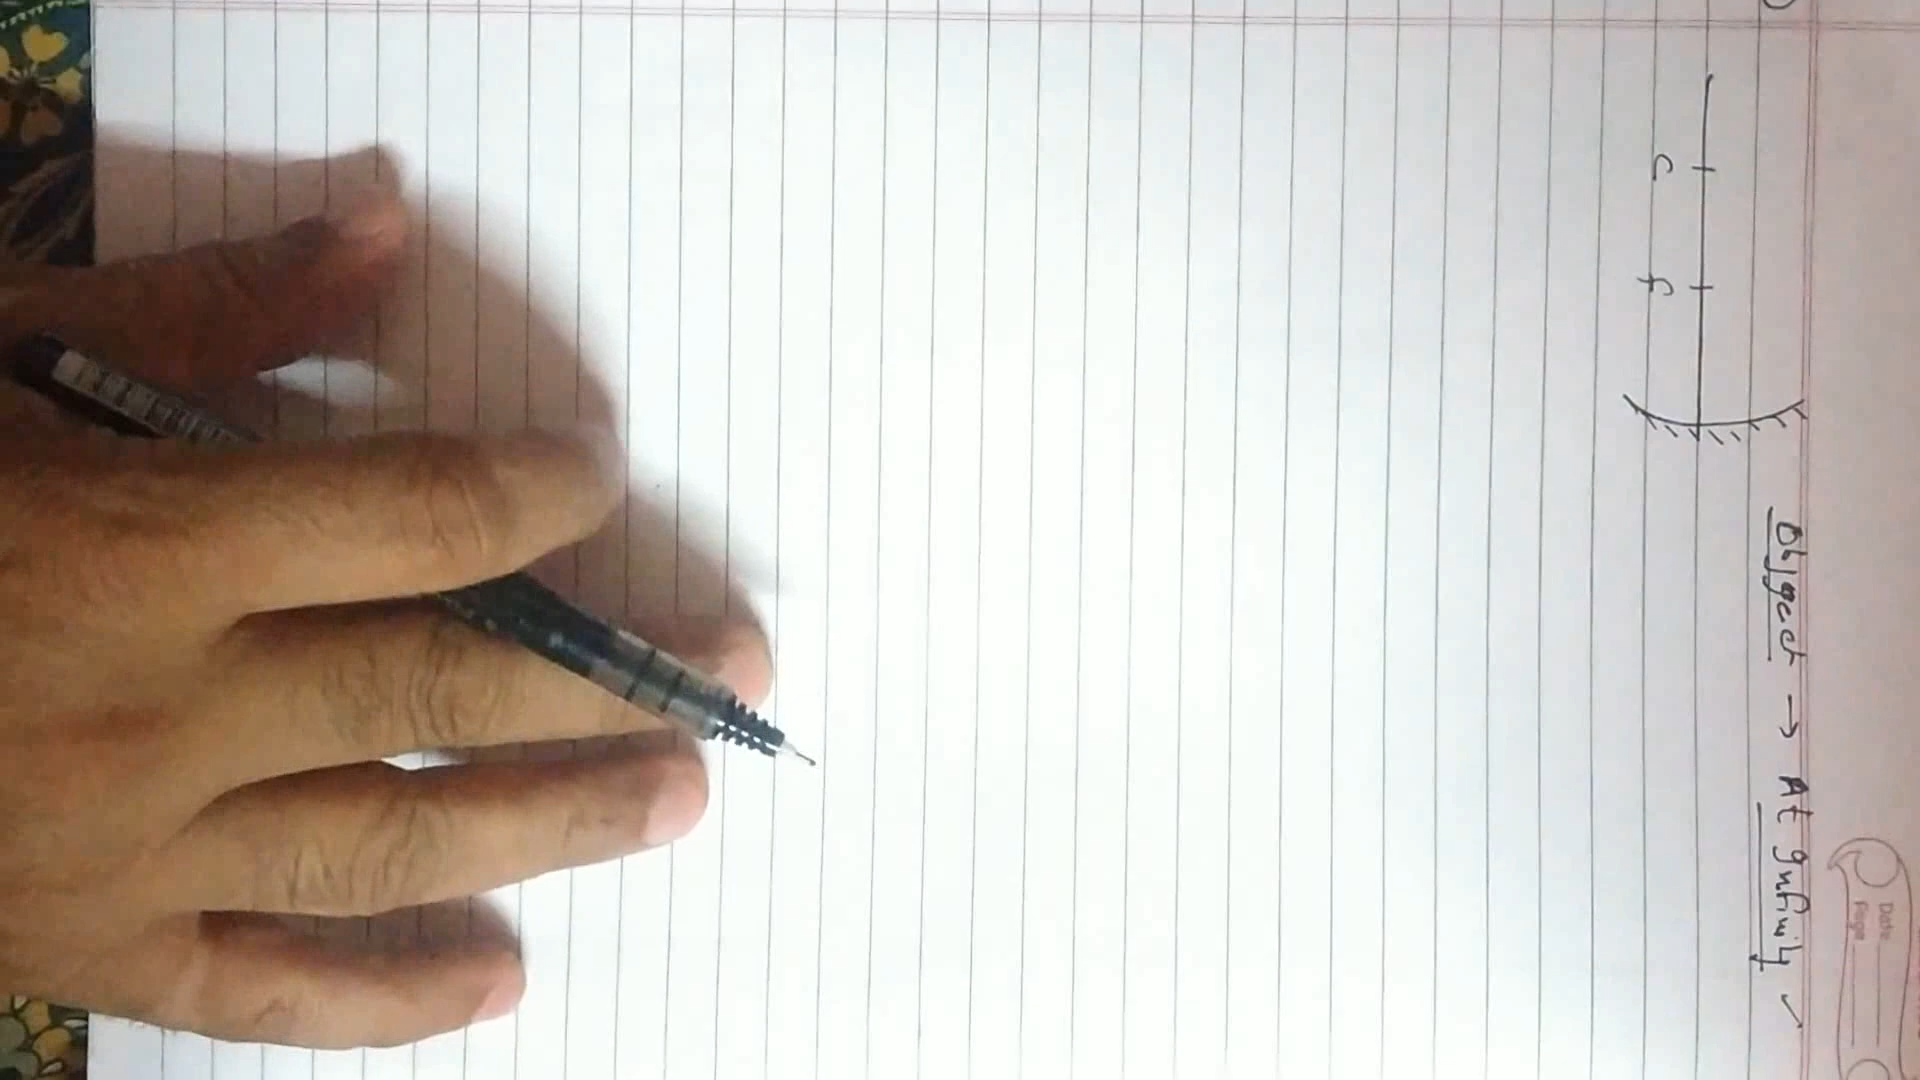 Object → At Infinity ✓
C
f
Date
Page